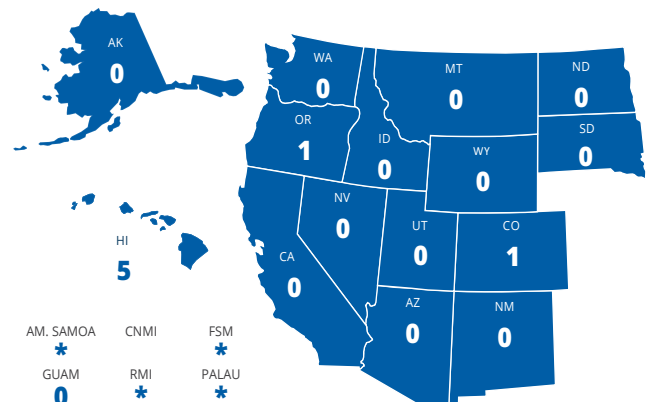 AK
0
WA
0
MT
0
ND
0
OR
1
ID
0
SD
0
WY
0
NV
0
UT
0
CO
1
HI
5
CA
0
AZ
0
NM
0
AM. SAMOA CNMI FSM
* *
GUAM RMI PALAU
0 * *